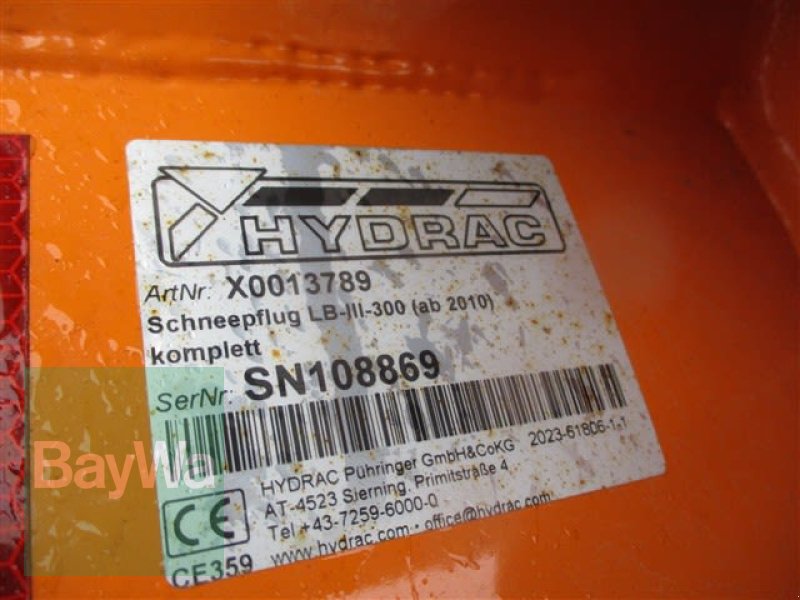 HYDRAC
ArtNr: X0013789
Schneepflug LB-III-300 (ab 2010)
komplett
SerNr: SN108869
HYDRAC Pühringer GmbH&CoKG 2023-61806-1-1
AT-4523 Sierning, Primitstraße 4
Tel +43-7259-6000-0
www.hydrac.com · office@hydrac.com
CE
CE359
BayWa